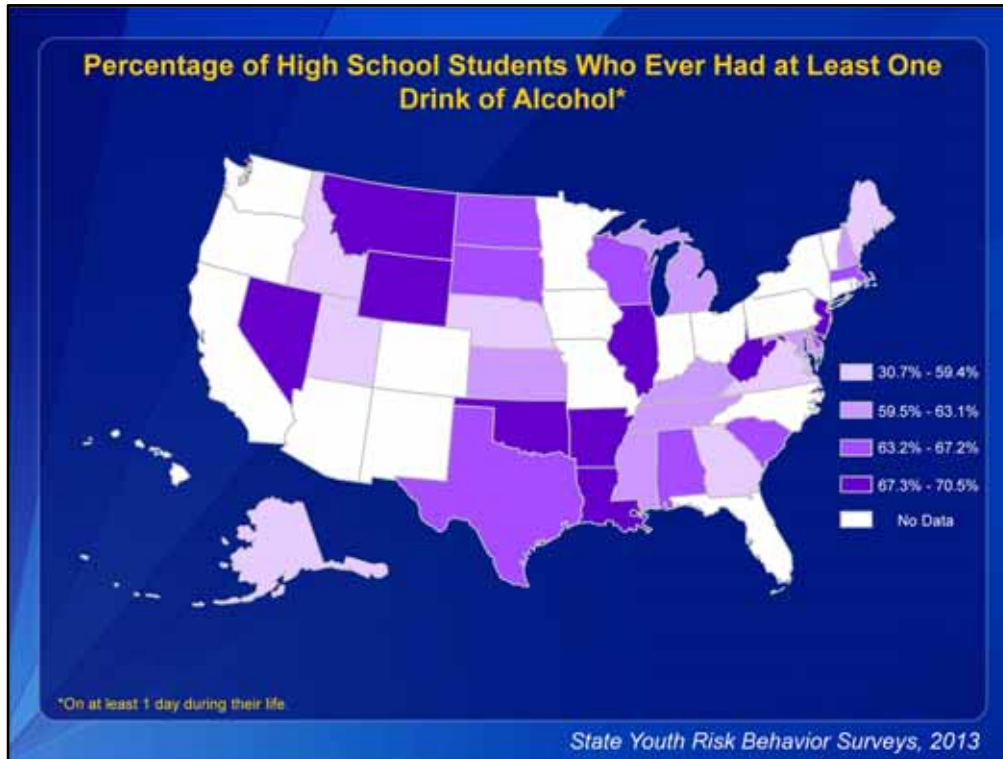 Percentage of High School Students Who Ever Had at Least One
Drink of Alcohol*
30.7% - 59.4%
59.5% - 63.1%
63.2% - 67.2%
67.3% - 70.5%
No Data
*On at least 1 day during their life.
State Youth Risk Behavior Surveys, 2013